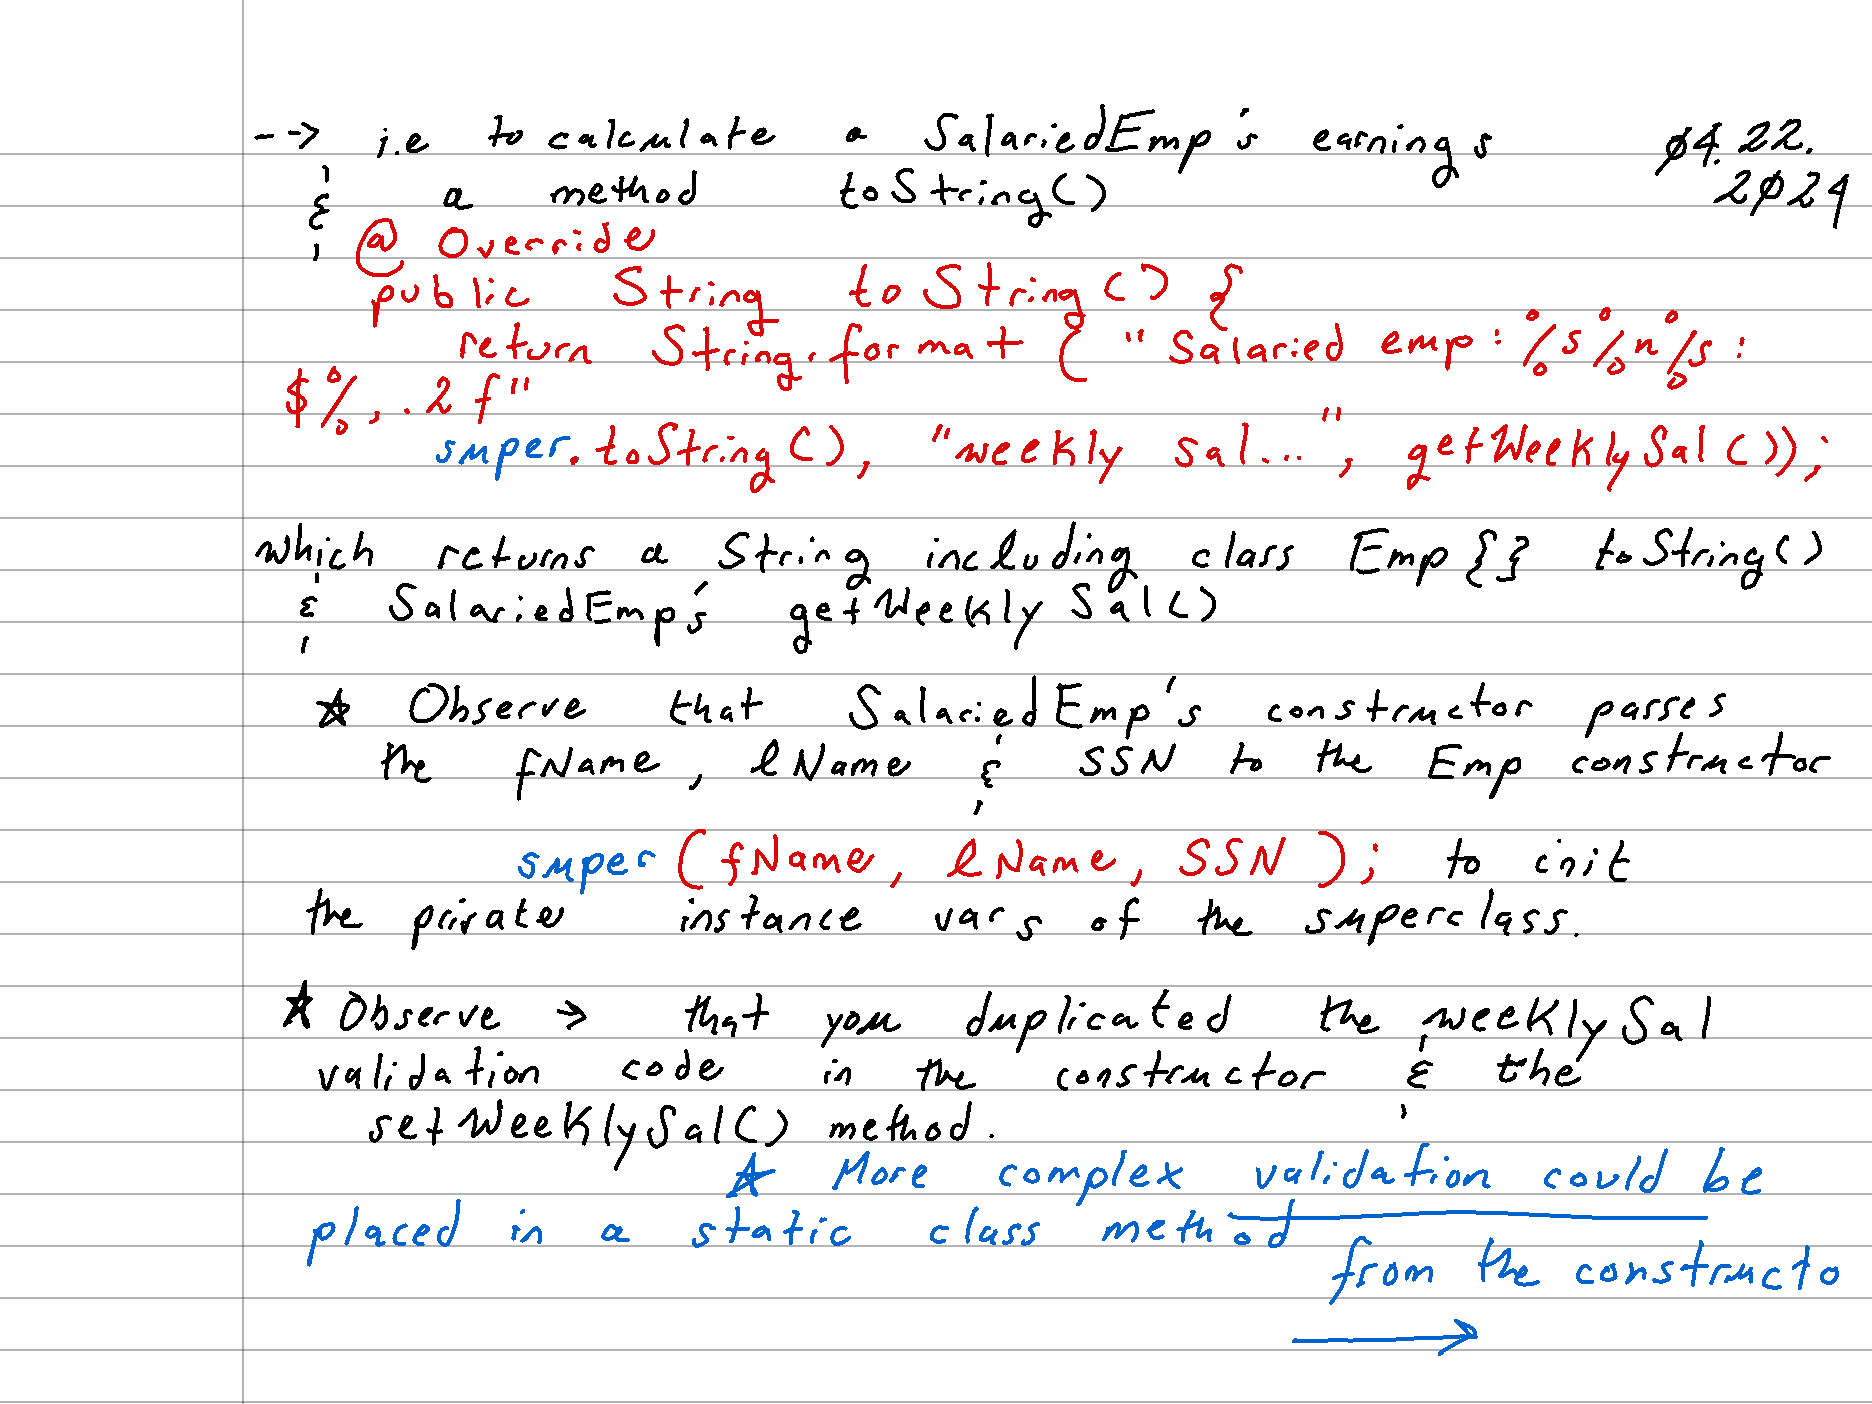 --> i.e to calculate a SalariedEmp's earnings 04.22.
& a method toString() 2024
@Override
public String toString() {
return String.format ( "Salaried emp: %s%n%s:
$%,.2f"
super.toString(), "weekly sal...", getWeeklySal());
which returns a String including class Emp{} toString()
& SalariedEmp's getWeeklySal()
☆ Observe that SalariedEmp's constructor passes
the fName, lName & SSN to the Emp constructor
super (fName, lName, SSN ); to init
the private instance vars of the superclass.
☆ Observe → that you duplicated the weeklySal
validation code in the constructor & the
setWeeklySal() method.
☆ More complex validation could be
placed in a static class method
from the constructo
→